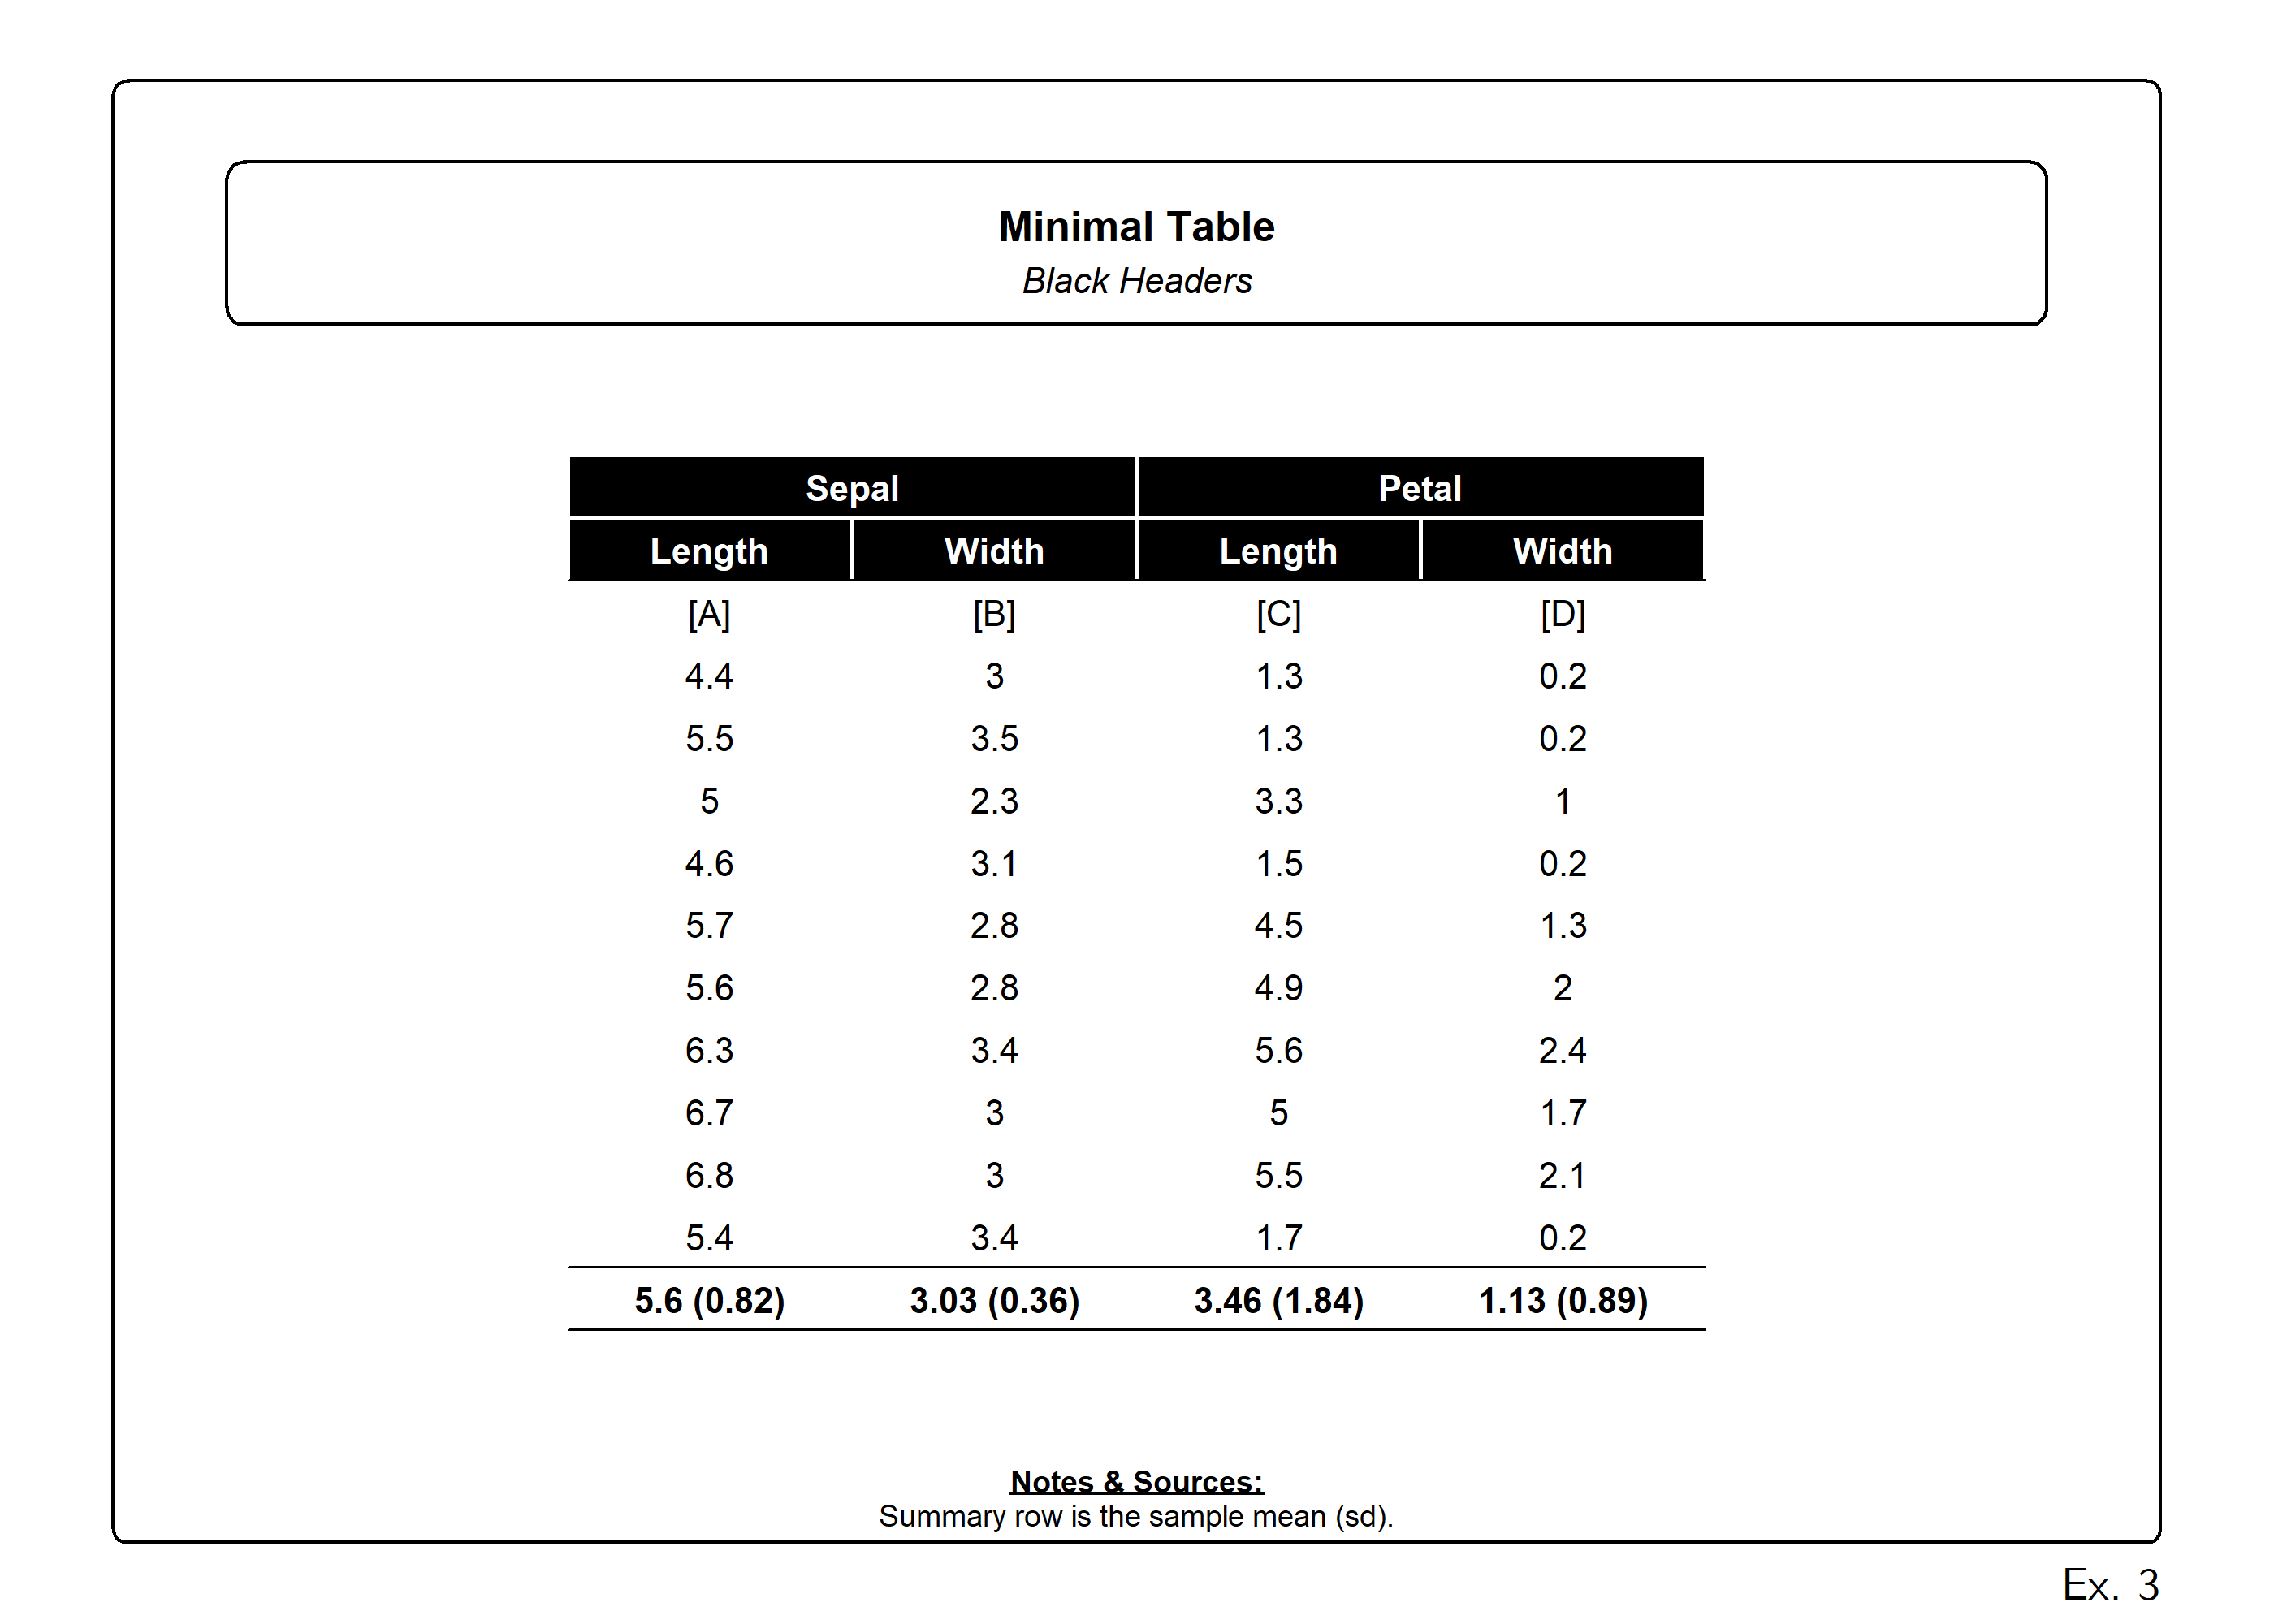 Minimal Table
Black Headers
Sepal Petal
Length Width Length Width
[A] [B] [C] [D]
4.4 3 1.3 0.2
5.5 3.5 1.3 0.2
5 2.3 3.3 1
4.6 3.1 1.5 0.2
5.7 2.8 4.5 1.3
5.6 2.8 4.9 2
6.3 3.4 5.6 2.4
6.7 3 5 1.7
6.8 3 5.5 2.1
5.4 3.4 1.7 0.2
5.6 (0.82) 3.03 (0.36) 3.46 (1.84) 1.13 (0.89)
Notes & Sources:
Summary row is the sample mean (sd).
Ex. 3